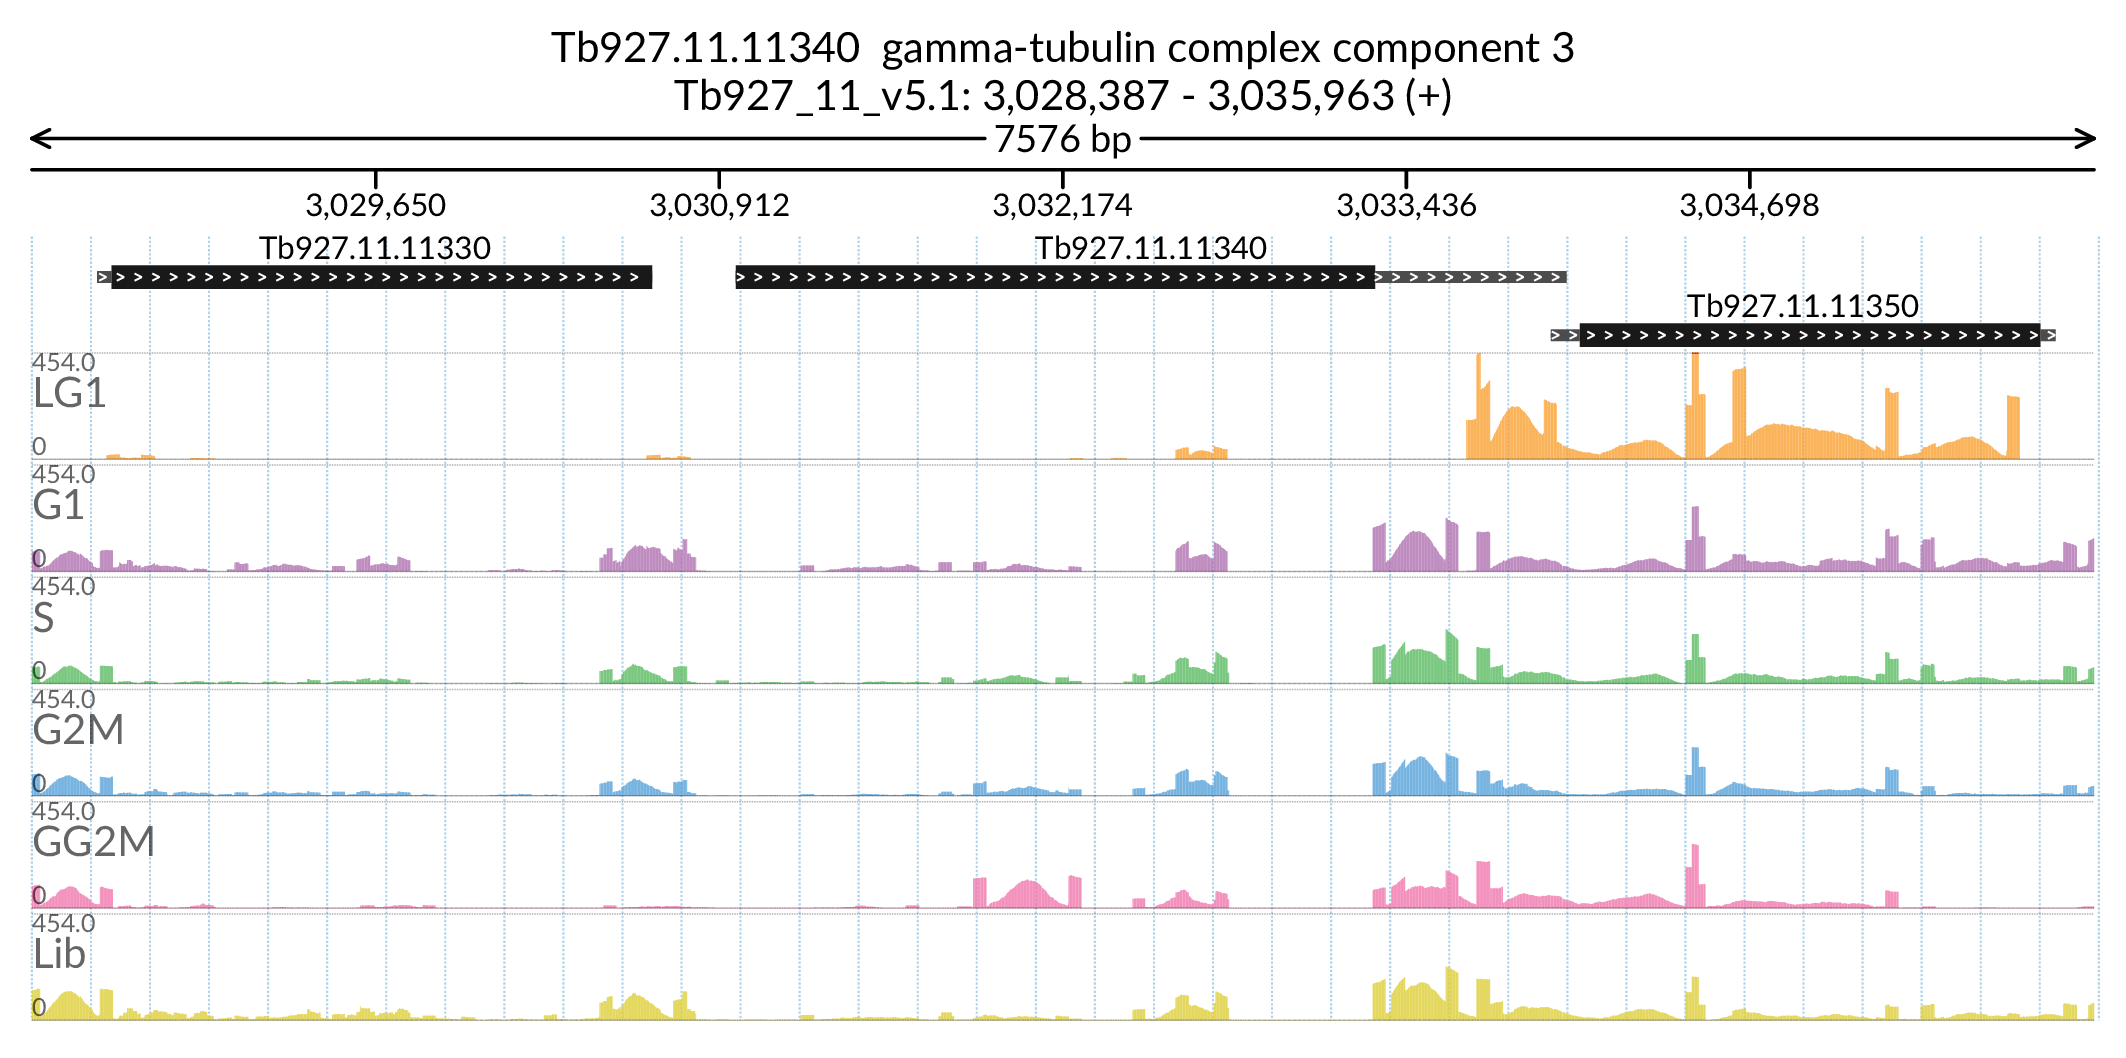 Tb927.11.11340  gamma-tubulin complex component 3
Tb927_11_v5.1: 3,028,387 - 3,035,963 (+)
7576 bp
3,029,650 3,030,912 3,032,174 3,033,436 3,034,698
Tb927.11.11330 Tb927.11.11340
Tb927.11.11350
454.0
LG1
0
454.0
G1
0
454.0
S
0
454.0
G2M
0
454.0
GG2M
0
454.0
Lib
0